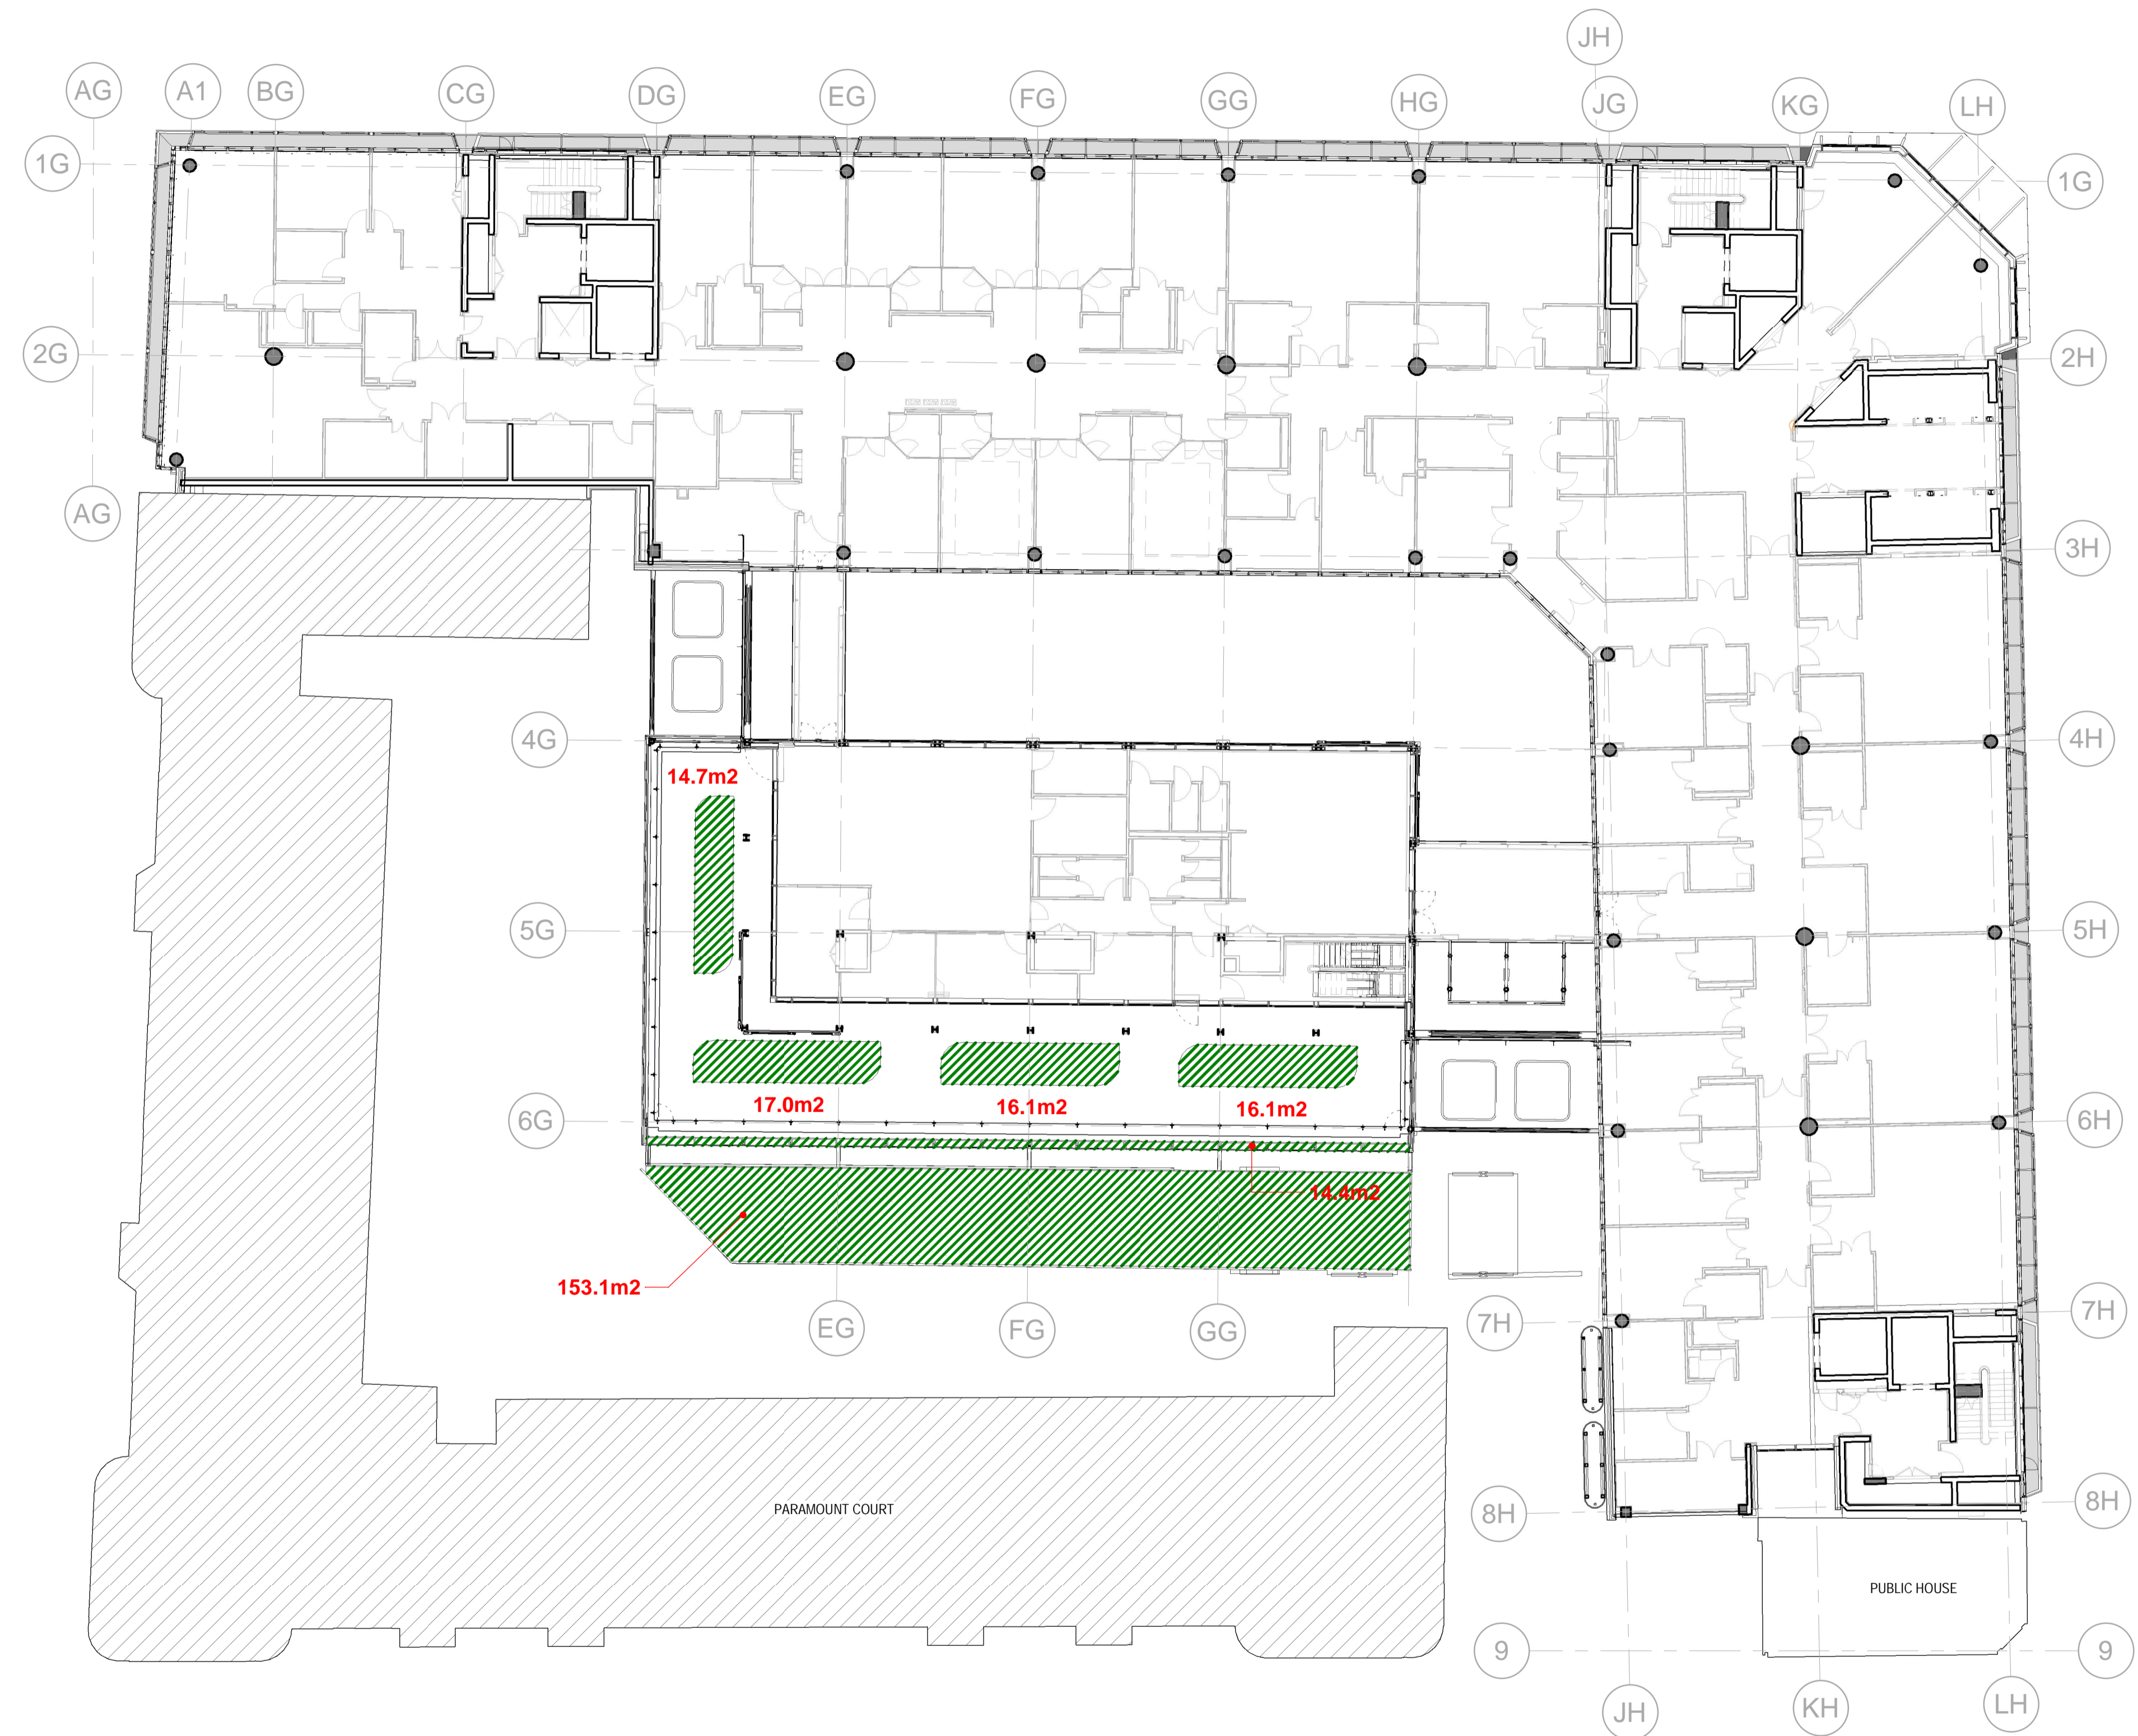 JH
AG
A1
BG
CG
DG
EG
FG
GG
HG
JG
KG
LH
1G
1G
2G
2H
AG
3H
4G
4H
14.7m2
5G
5H
17.0m2
16.1m2
16.1m2
6G
6H
14.4m2
153.1m2
EG
FG
GG
7H
7H
PARAMOUNT COURT
8H
8H
PUBLIC HOUSE
9
9
JH
KH
LH